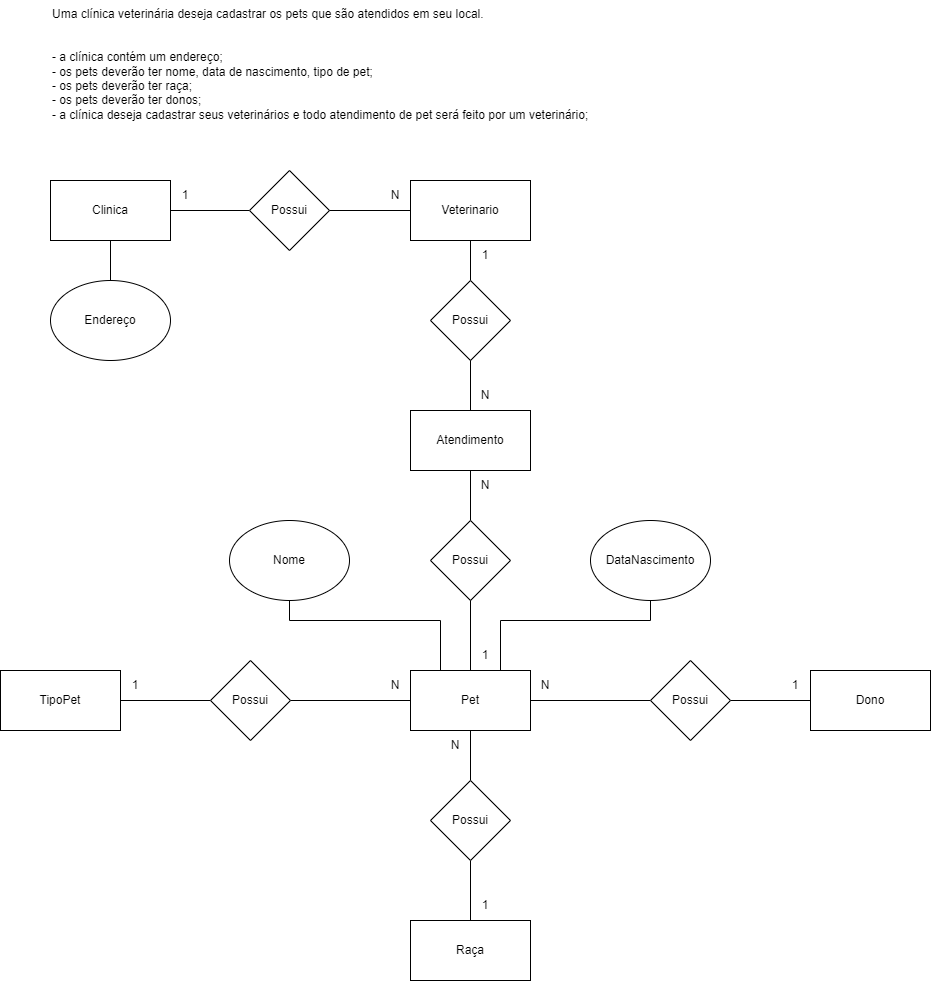 Uma clínica veterinária deseja cadastrar os pets que são atendidos em seu local.
- a clínica contém um endereço;
- os pets deverão ter nome, data de nascimento, tipo de pet;
- os pets deverão ter raça;
- os pets deverão ter donos;
- a clínica deseja cadastrar seus veterinários e todo atendimento de pet será feito por um veterinário;
1
N
Clinica
Possui
Veterinario
1
Endereço
Possui
N
Atendimento
N
Nome
Possui
DataNascimento
1
1
N
N
1
TipoPet
Possui
Pet
Possui
Dono
N
Possui
1
Raça